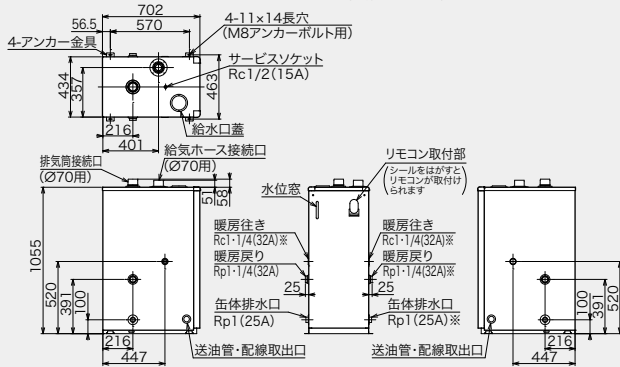 702
56.5
570
4-11×14長穴
(M8アンカーボルト用)
4-アンカー金具
サービスソケット
Rc1/2(15A)
434
357
463
216
給水口蓋
401
給気ホース接続口
(Ø70用)
排気筒接続口
(Ø70用)
51
58
リモコン取付部
(シールをはがすと
リモコンが取付け
られます)
水位窓
暖房往き
Rc1・1/4(32A)※
暖房戻り
Rp1・1/4(32A)
暖房往き
Rc1・1/4(32A)※
暖房戻り
Rp1・1/4(32A)※
25
25
缶体排水口
Rp1(25A)
缶体排水口
Rp1(25A)※
1055
520
391
100
216
447
送油管・配線取出口
送油管・配線取出口
100
391
520
216
447